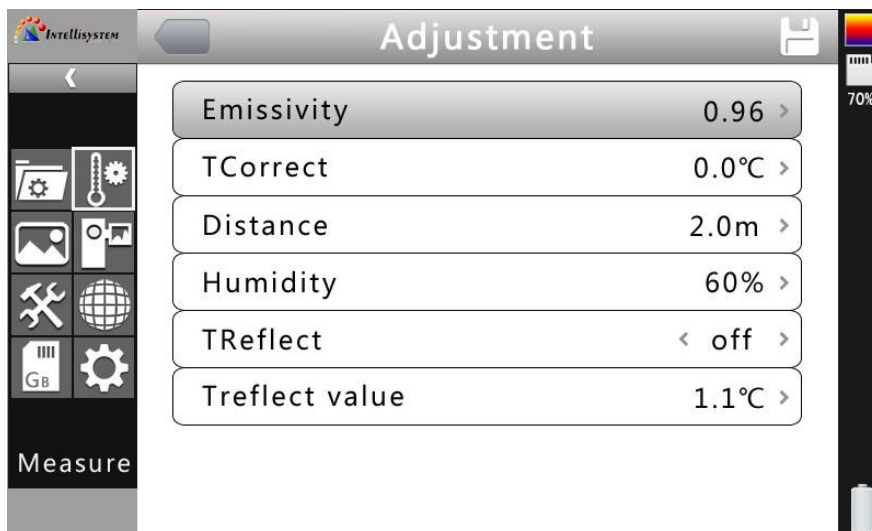 INTELLISYSTEM
Adjustment
70%
Emissivity 0.96 >
TCorrect 0.0℃ >
Distance 2.0m >
Humidity 60% >
TReflect < off >
Treflect value 1.1℃ >
GB
Measure